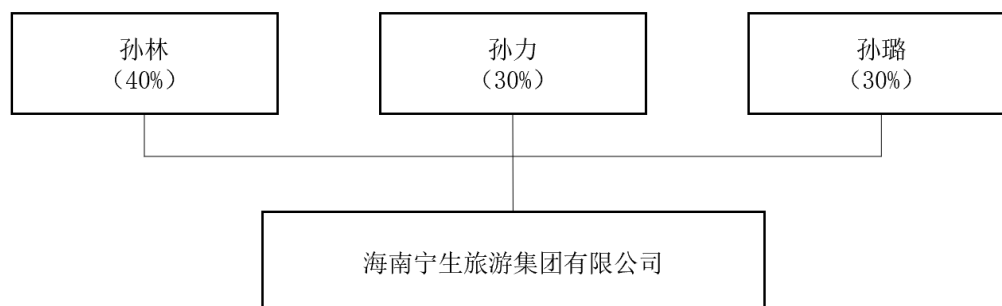 孙林
（40%）
孙力
（30%）
孙璐
（30%）
海南宁生旅游集团有限公司